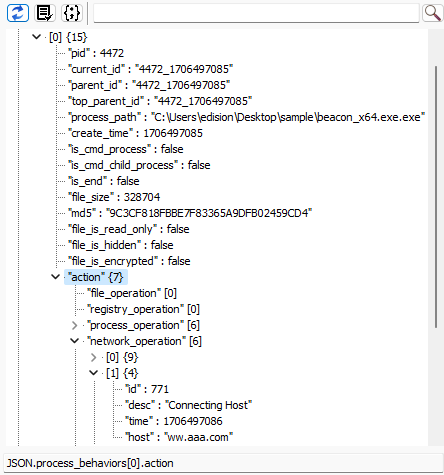 [0] {15}
"pid" : 4472
"current_id" : "4472_1706497085"
"parent_id" : "4472_1706497085"
"top_parent_id" : "4472_1706497085"
"process_path" : "C:\Users\edision\Desktop\sample\beacon_x64.exe.exe"
"create_time" : 1706497085
"is_cmd_process" : false
"is_cmd_child_process" : false
"is_end" : false
"file_size" : 328704
"md5" : "9C3CF818FBBE7F83365A9DFB02459CD4"
"file_is_read_only" : false
"file_is_hidden" : false
"file_is_encrypted" : false
"action" {7}
"file_operation" [0]
"registry_operation" [0]
"process_operation" [6]
"network_operation" [6]
[0] {9}
[1] {4}
"id" : 771
"desc" : "Connecting Host"
"time" : 1706497086
"host" : "ww.aaa.com"
JSON.process_behaviors[0].action